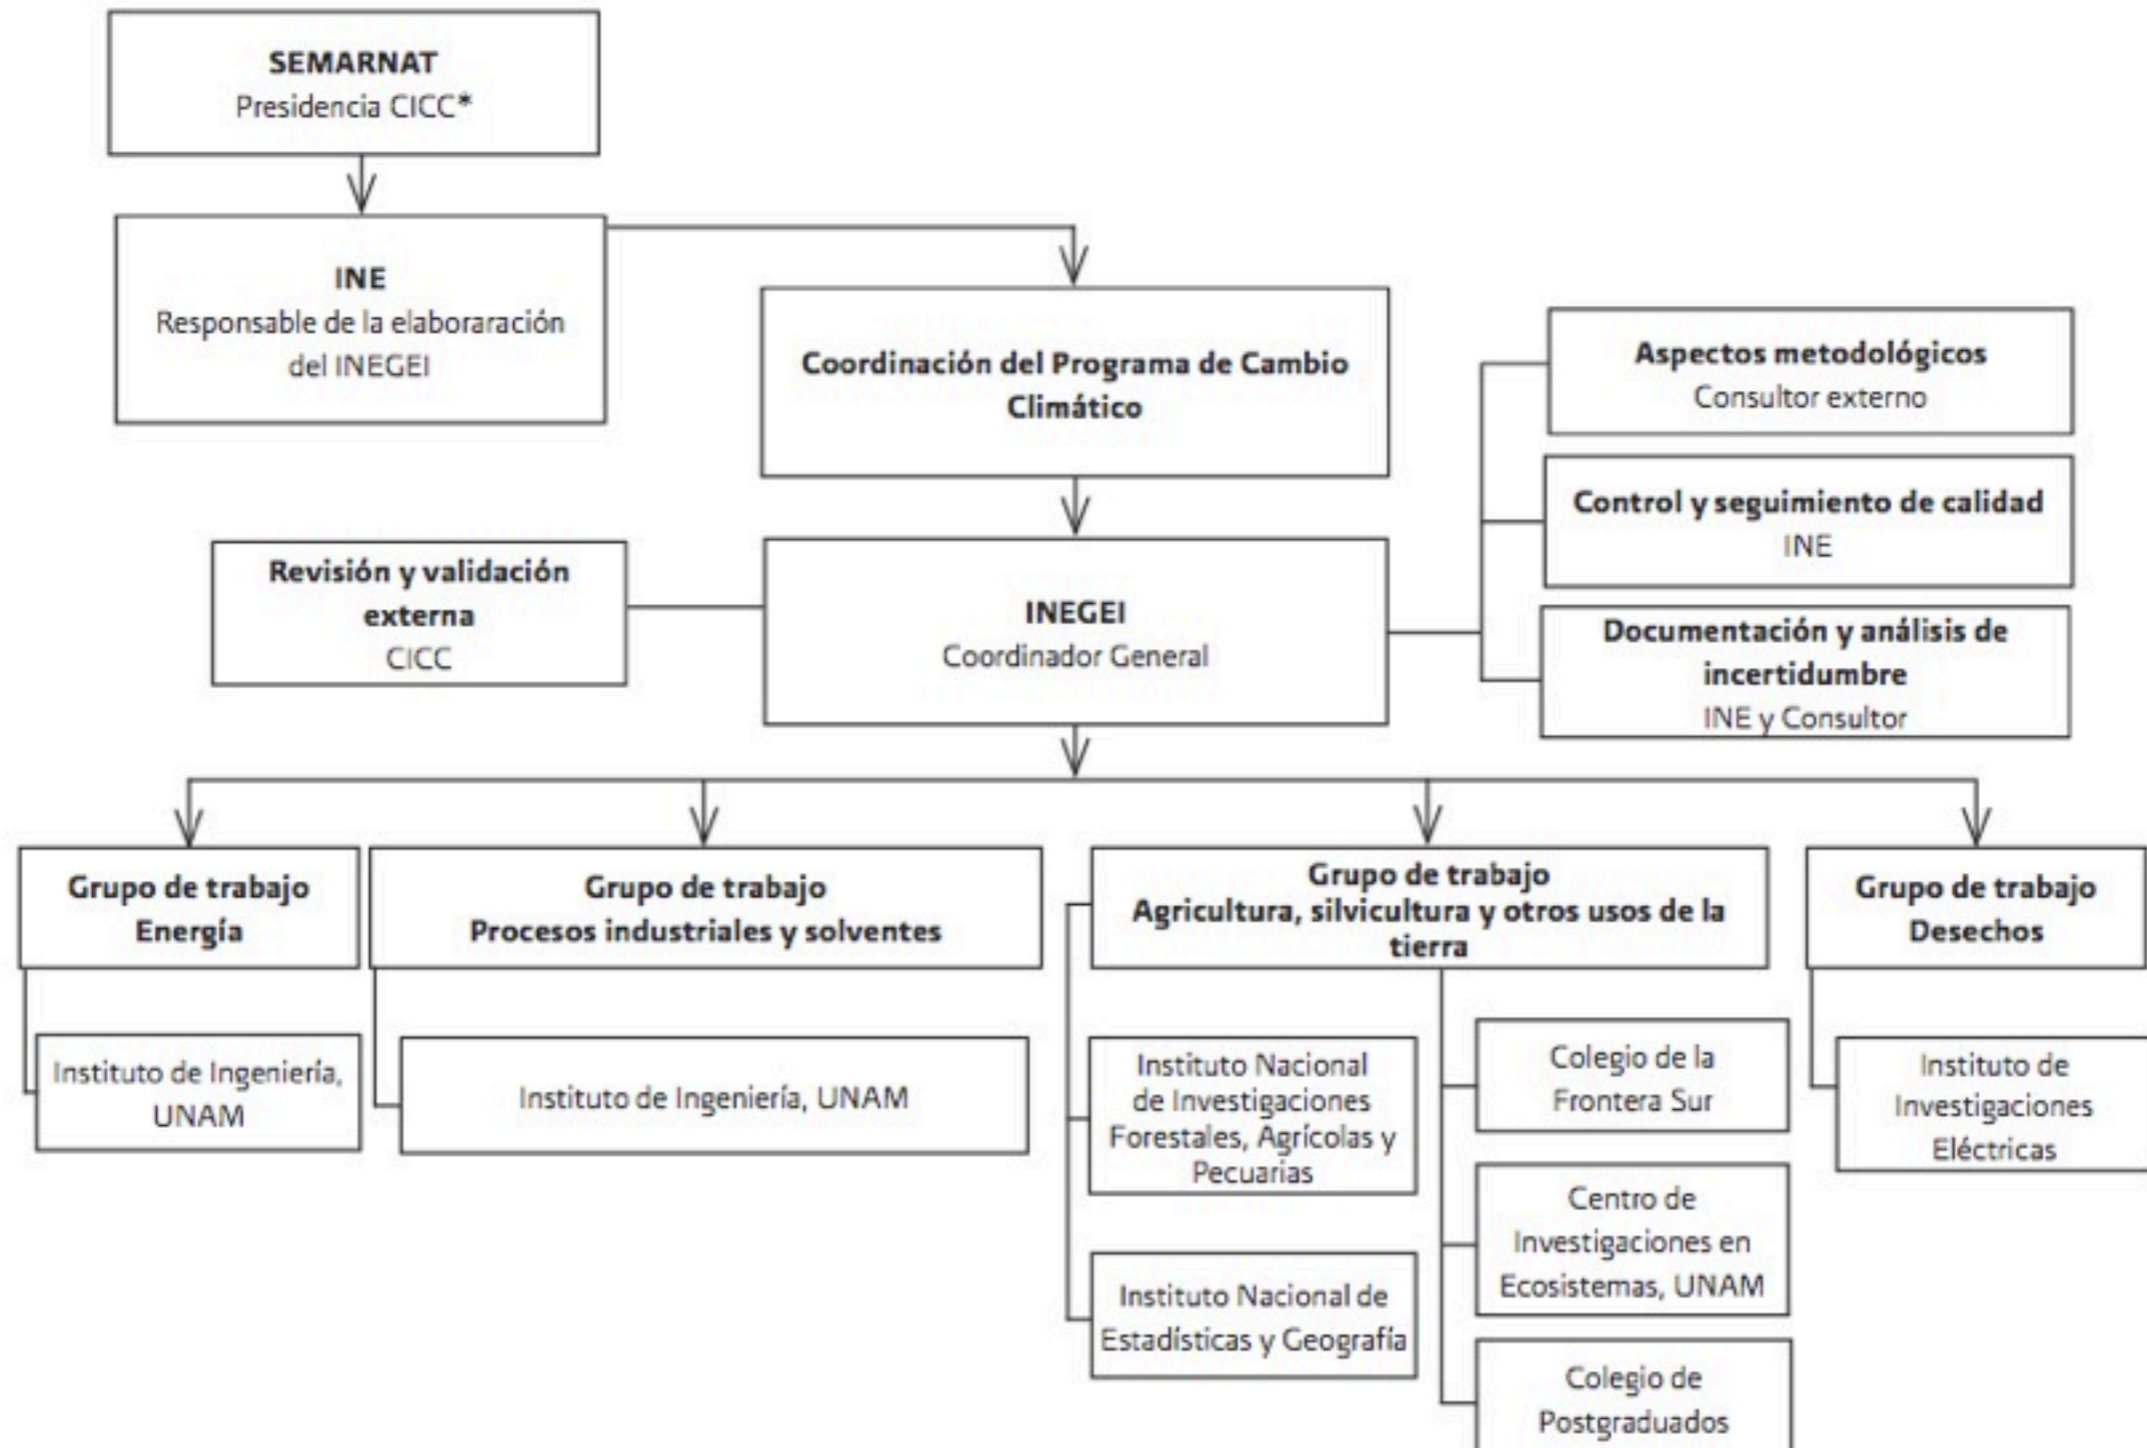 SEMARNAT
Presidencia CICC*
INE
Responsable de la elaboraración
del INEGEI
Coordinación del Programa de Cambio
Climático
Aspectos metodológicos
Consultor externo
Control y seguimiento de calidad
INE
Documentación y análisis de
incertidumbre
INE y Consultor
Revisión y validación
externa
CICC
INEGEI
Coordinador General
Grupo de trabajo
Energía
Grupo de trabajo
Procesos industriales y solventes
Grupo de trabajo
Agricultura, silvicultura y otros usos de la
tierra
Grupo de trabajo
Desechos
Instituto de Ingeniería,
UNAM
Instituto de Ingeniería, UNAM
Instituto Nacional
de Investigaciones
Forestales, Agrícolas y
Pecuarias
Instituto Nacional de
Estadísticas y Geografía
Colegio de la
Frontera Sur
Centro de
Investigaciones en
Ecosistemas, UNAM
Colegio de
Postgraduados
Instituto de
Investigaciones
Eléctricas